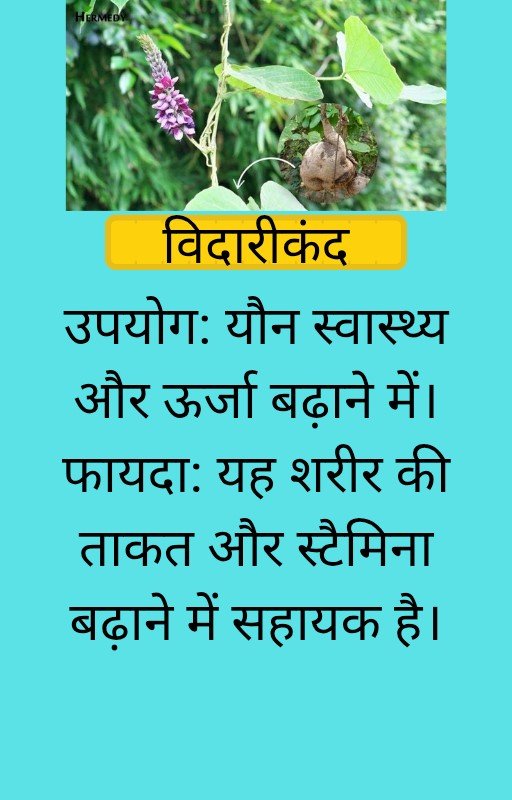 HERMEDY
विदारीकंद
उपयोग: यौन स्वास्थ्य
और ऊर्जा बढ़ाने में।
फायदा: यह शरीर की
ताकत और स्टैमिना
बढ़ाने में सहायक है।